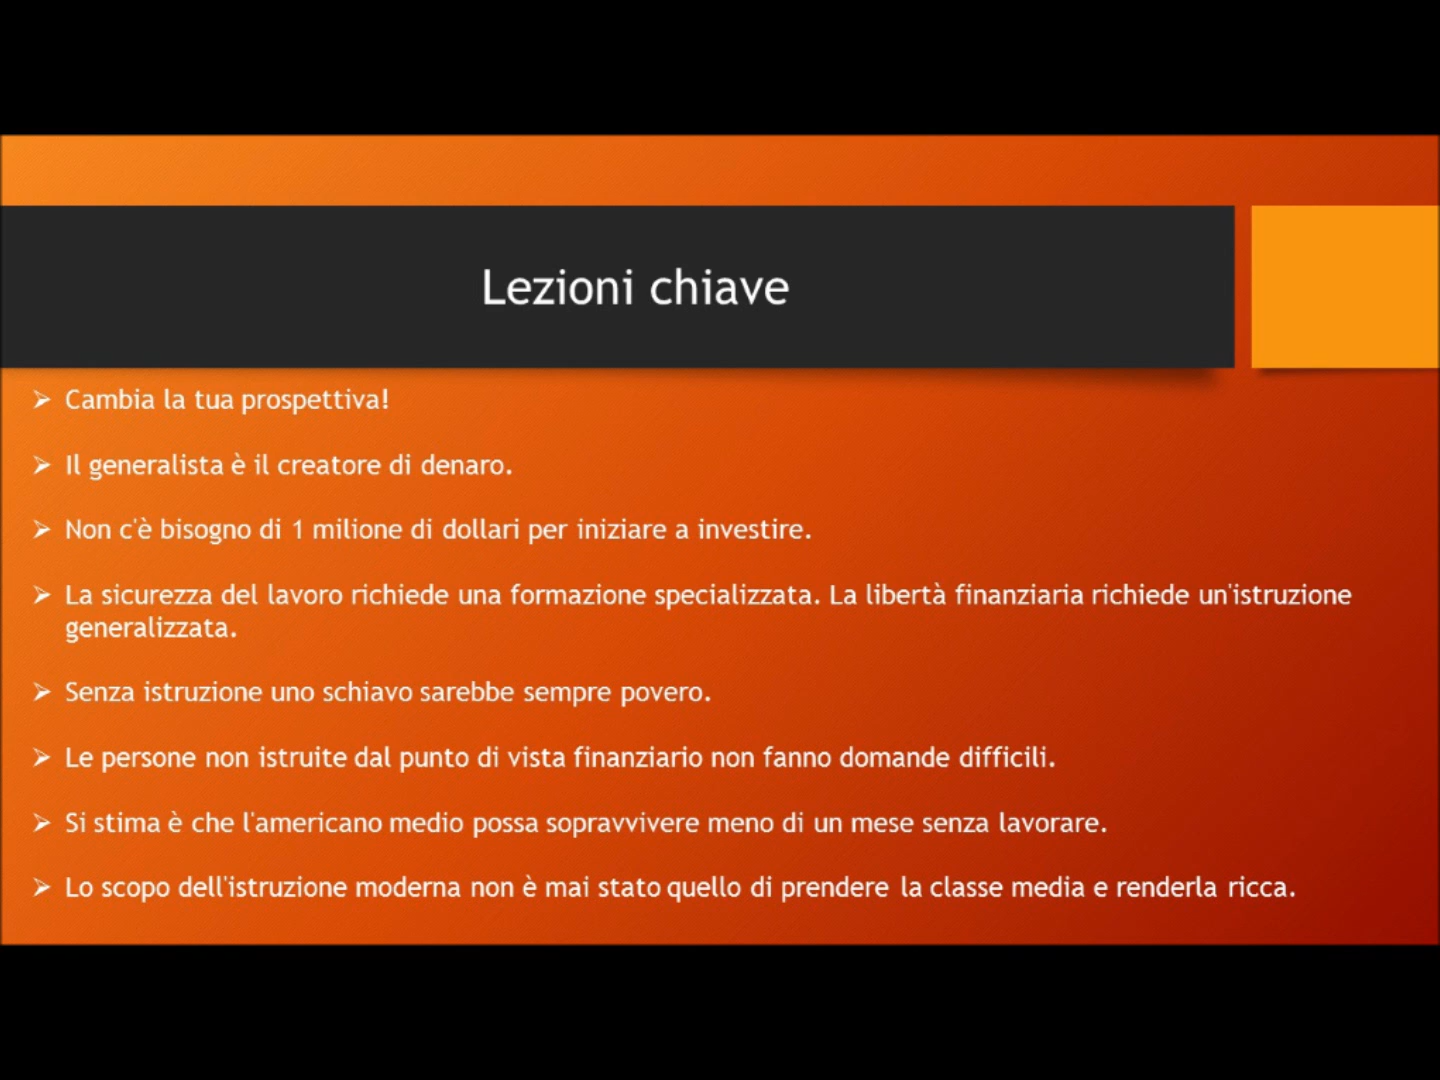 Lezioni chiave
➢ Cambia la tua prospettiva!
➢ Il generalista è il creatore di denaro.
➢ Non c'è bisogno di 1 milione di dollari per iniziare a investire.
➢ La sicurezza del lavoro richiede una formazione specializzata. La libertà finanziaria richiede un'istruzione
generalizzata.
➢ Senza istruzione uno schiavo sarebbe sempre povero.
➢ Le persone non istruite dal punto di vista finanziario non fanno domande difficili.
➢ Si stima è che l'americano medio possa sopravvivere meno di un mese senza lavorare.
➢ Lo scopo dell'istruzione moderna non è mai stato quello di prendere la classe media e renderla ricca.